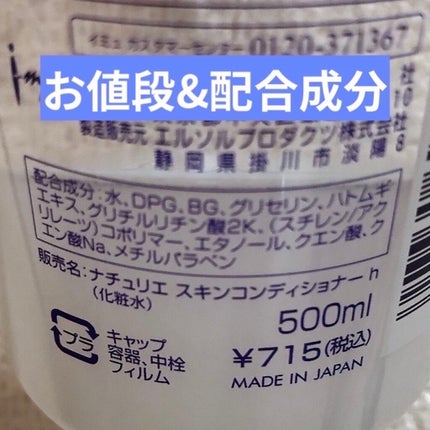 イミュ カスタマーセンター 0120-371367
お値段&配合成分
製造販売元 エルソルプロダクツ株式会社
静岡県掛川市淡陽8
配合成分:水、DPG、BG、グリセリン、ハトムギ
エキス、グリチルリチン酸2K、(スチレン/アク
リレーツ)コポリマー、エタノール、クエン酸、ク
エン酸Na、メチルパラベン
販売名:ナチュリエ スキンコンディショナー h
(化粧水)
500ml
プラ
キャップ
容器、中栓
フィルム
¥715(税込)
MADE IN JAPAN